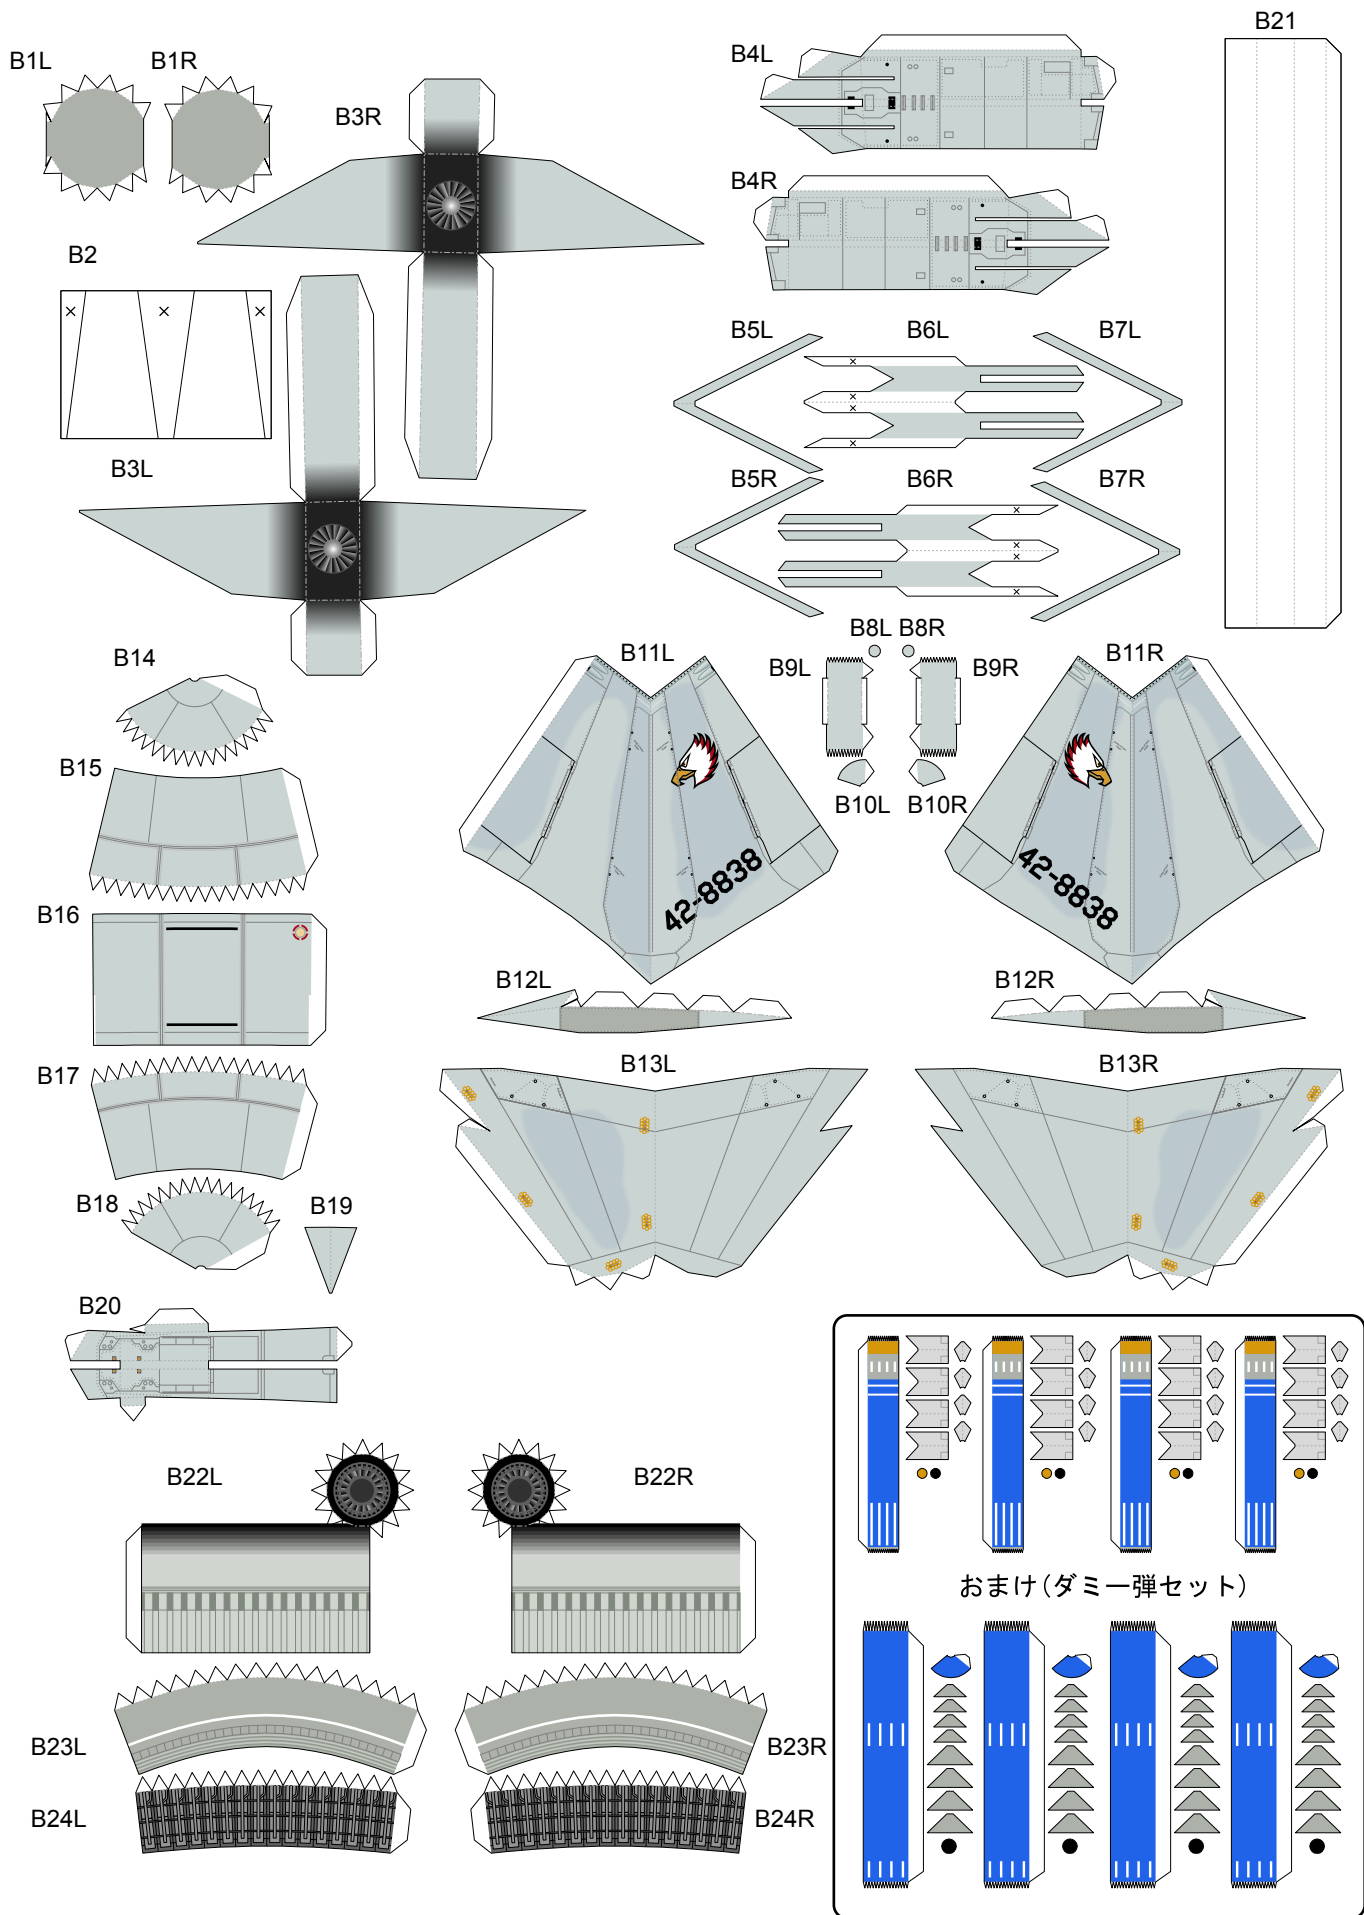 B21
B1L
B1R
B4L
B3R
B4R
B2
B5L
B6L
B7L
B3L
B5R
B6R
B7R
B8L
B8R
B14
B11L
B9L
B9R
B11R
B15
B10L
B10R
42-8838
42-8838
B16
B12L
B12R
B17
B13L
B13R
B18
B19
B20
B22L
B22R
おまけ(ダミー弾セット)
B23L
B23R
B24L
B24R